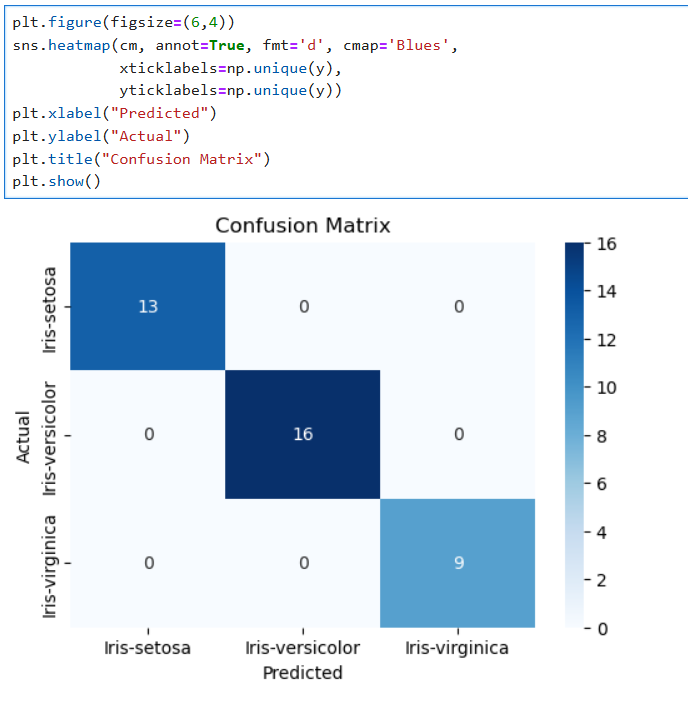 plt.figure(figsize=(6,4))
sns.heatmap(cm, annot=True, fmt='d', cmap='Blues',
            xticklabels=np.unique(y),
            yticklabels=np.unique(y))
plt.xlabel("Predicted")
plt.ylabel("Actual")
plt.title("Confusion Matrix")
plt.show()
Confusion Matrix
Actual
Iris-setosa
13 0 0
Iris-versicolor
0 16 0
Iris-virginica
0 0 9
Iris-setosa Iris-versicolor Iris-virginica
Predicted
16
14
12
10
8
6
4
2
0